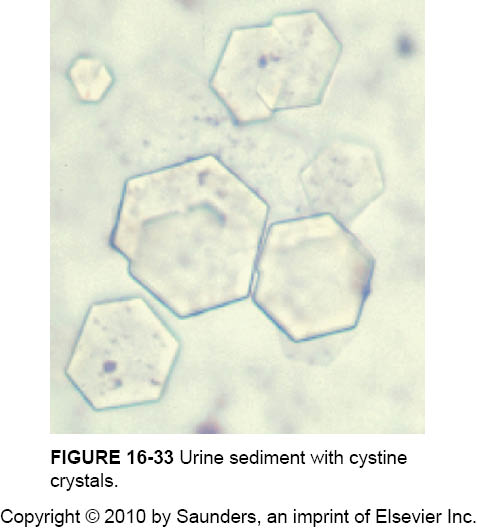 FIGURE 16-33 Urine sediment with cystine
crystals.
Copyright © 2010 by Saunders, an imprint of Elsevier Inc.